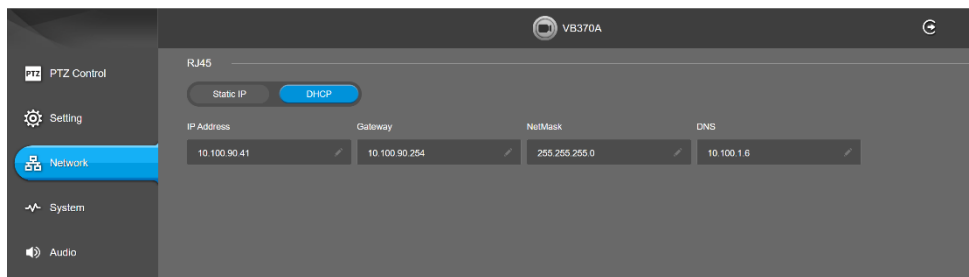 VB370A
PTZ PTZ Control
Setting
Network
System
Audio
RJ45
Static IP DHCP
IP Address Gateway NetMask DNS
10.100.90.41 10.100.90.254 255.255.255.0 10.100.1.6